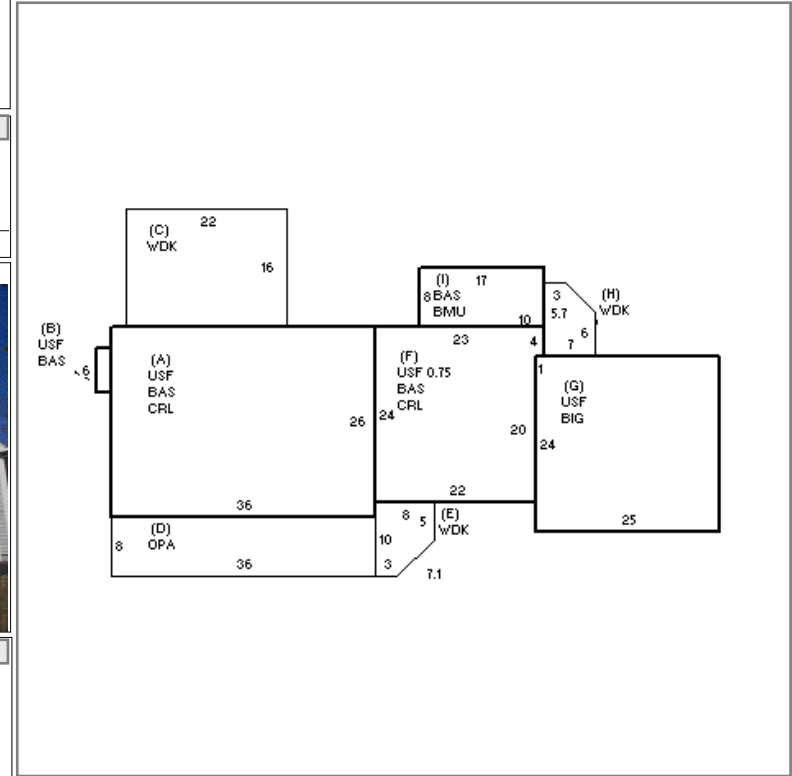 22
(C)
WDK
16
(I) 17
8 BAS
BMU
10
3
5.7
6
7
(H)
WDK
(B)
USF
BAS
6
(A)
USF
BAS
CRL
26
36
23
4
(F)
USF 0.75
BAS
CRL
24
20
22
1
(G)
USF
BIG
24
25
(D)
OPA
8
36
8
5
(E)
WDK
10
3
7.1